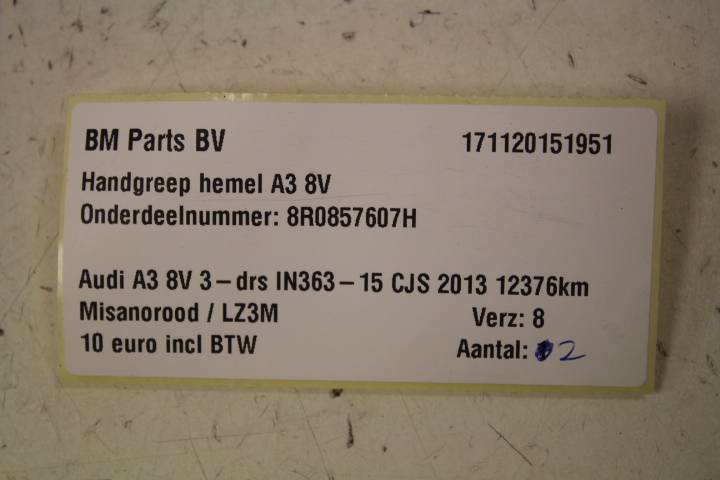 BM Parts BV 171120151951
Handgreep hemel A3 8V
Onderdeelnummer: 8R0857607H
Audi A3 8V 3-drs IN363-15 CJS 2013 12376km
Misanorood / LZ3M Verz: 8
10 euro incl BTW Aantal: 2